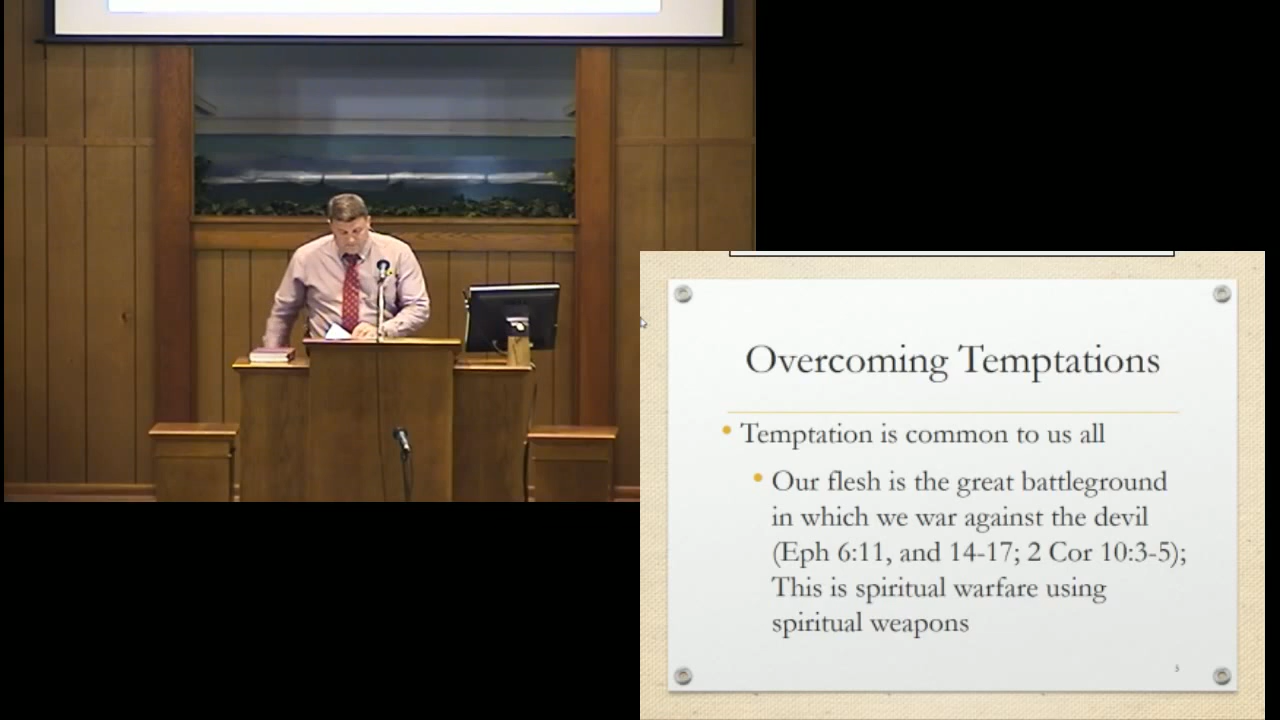 Overcoming Temptations
• Temptation is common to us all
• Our flesh is the great battleground
in which we war against the devil
(Eph 6:11, and 14-17; 2 Cor 10:3-5);
This is spiritual warfare using
spiritual weapons
5